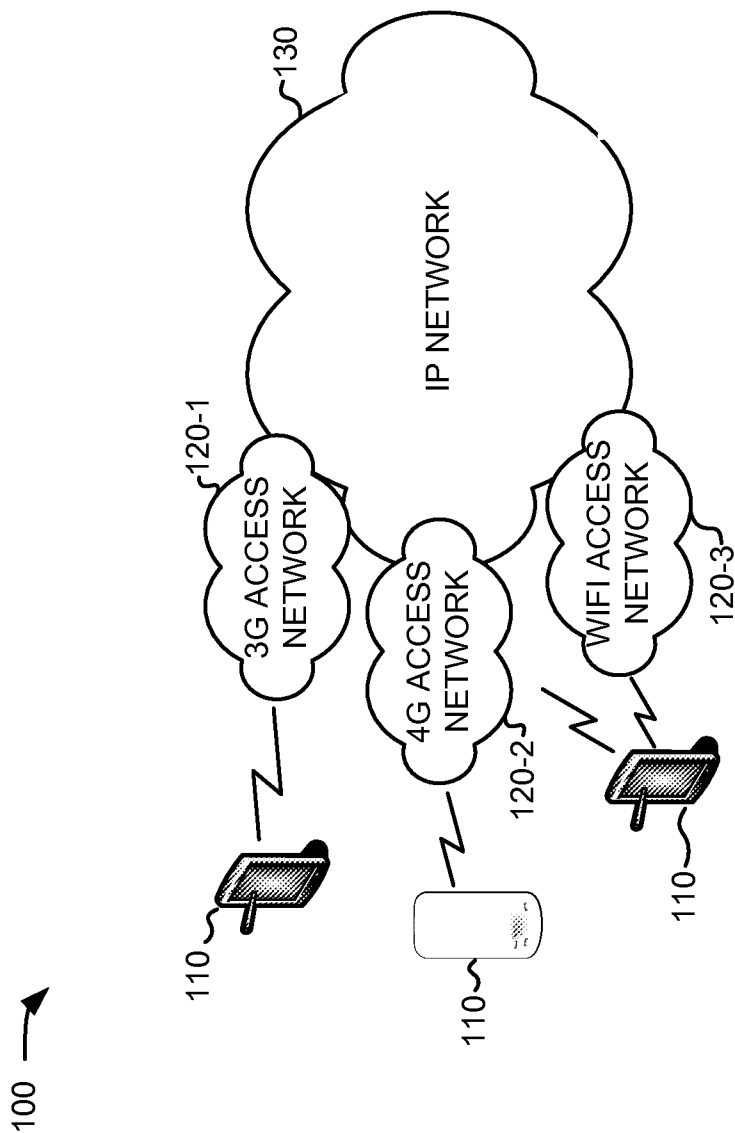 100
110
110
110
3G ACCESS
NETWORK
120-1
4G ACCESS
NETWORK
120-2
WIFI ACCESS
NETWORK
120-3
IP NETWORK
130